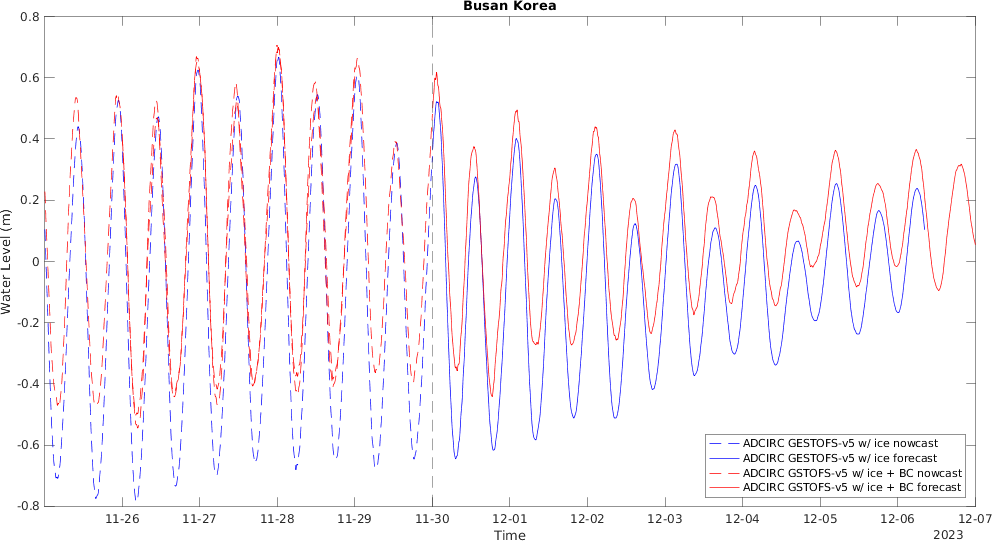 Busan Korea
Water Level (m)
0.8
0.6
0.4
0.2
0
-0.2
-0.4
-0.6
-0.8
11-26 11-27 11-28 11-29 11-30 12-01 12-02 12-03 12-04 12-05 12-06 12-07
Time
2023
ADCIRC GESTOFS-v5 w/ ice nowcast
ADCIRC GESTOFS-v5 w/ ice forecast
ADCIRC GSTOFS-v5 w/ ice + BC nowcast
ADCIRC GSTOFS-v5 w/ ice + BC forecast